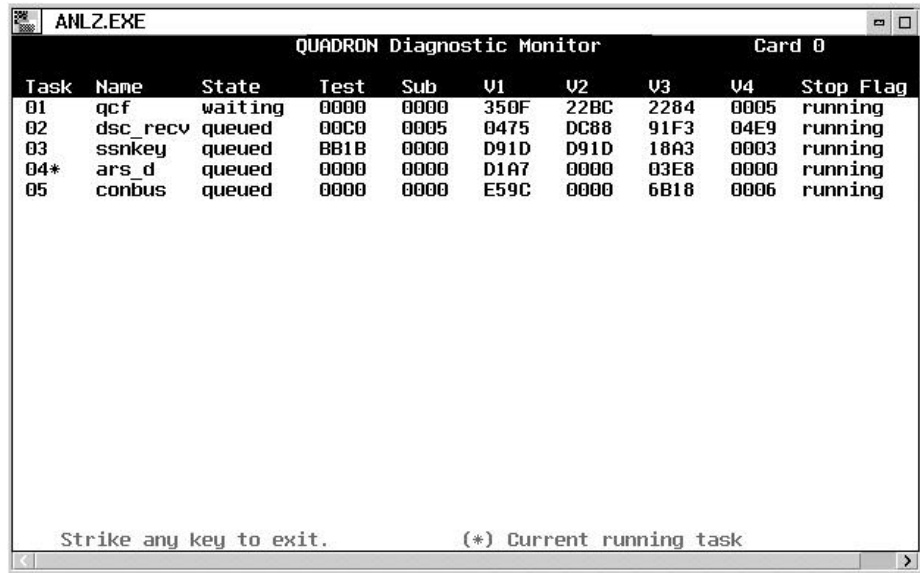 ANLZ.EXE
QUADRON Diagnostic Monitor Card 0
Task Name State Test Sub V1 V2 V3 V4 Stop Flag
01 qcf waiting 0000 0000 350F 22BC 2284 0005 running
02 dsc_recv queued 00C0 0005 0475 DC88 91F3 04E9 running
03 ssnkey queued BB1B 0000 D91D D91D 18A3 0003 running
04* ars_d queued 0000 0000 D1A7 0000 03E8 0000 running
05 conbus queued 0000 0000 E59C 0000 6B18 0006 running
Strike any key to exit. (*) Current running task